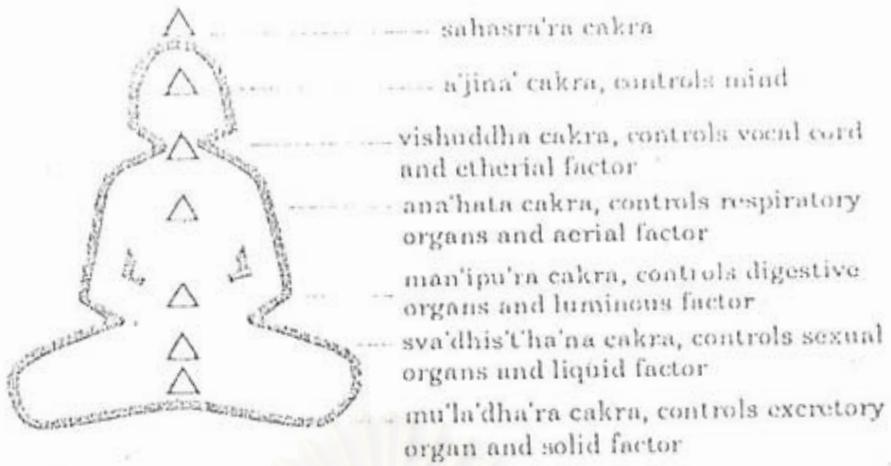 sahasra'ra cakra
a'jina' cakra, controls mind
vishuddha cakra, controls vocal cord
and etherial factor
ana'hata cakra, controls respiratory
organs and aerial factor
man'ipu'ra cakra, controls digestive
organs and luminous factor
sva'dhis't'ha'na cakra, controls sexual
organs and liquid factor
mu'la'dha'ra cakra, controls excretory
organ and solid factor